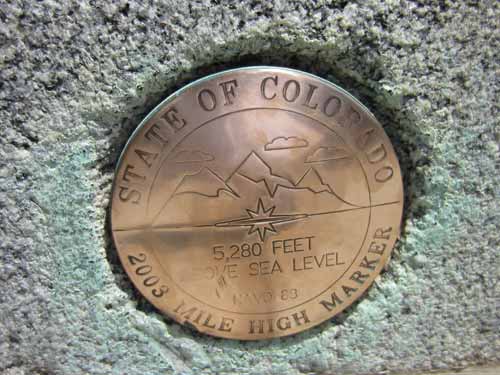 STATE OF COLORADO
5,280 FEET
SEA LEVEL
NAVD 88
2003 MILE HIGH MARKER